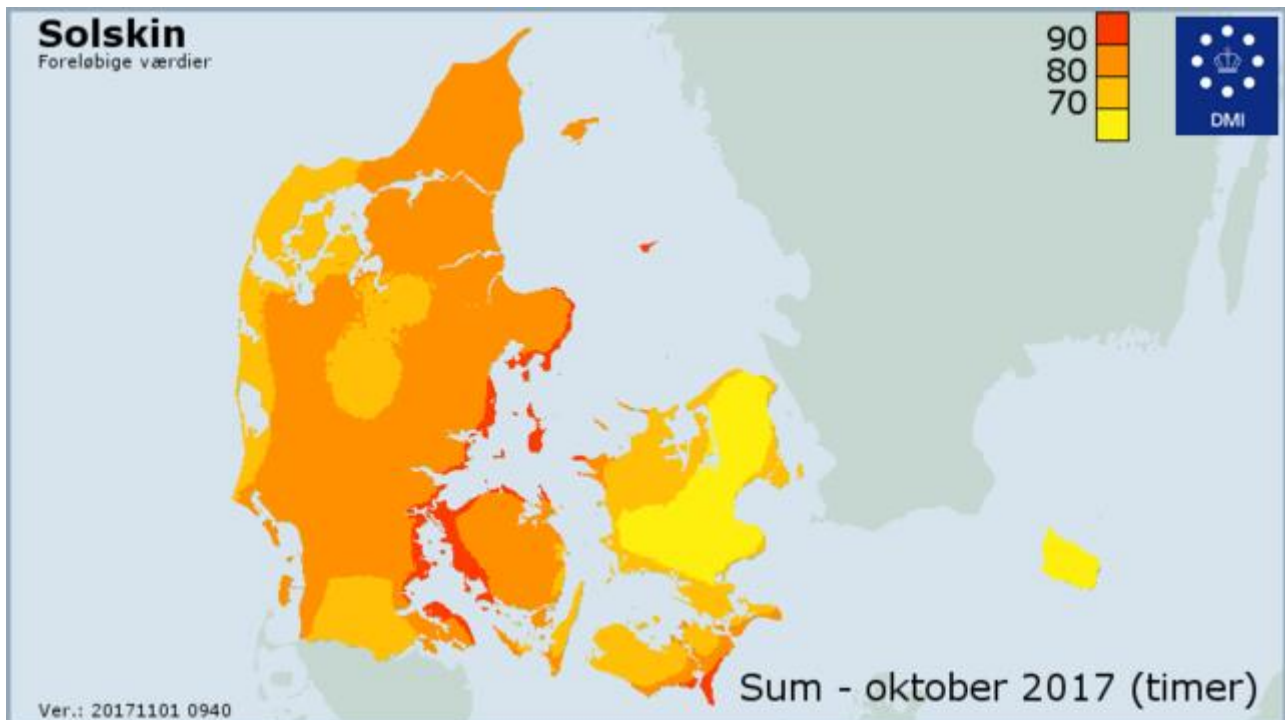 Solskin
Foreløbige værdier
90
80
70
DMI
Sum - oktober 2017 (timer)
Ver.: 20171101 0940